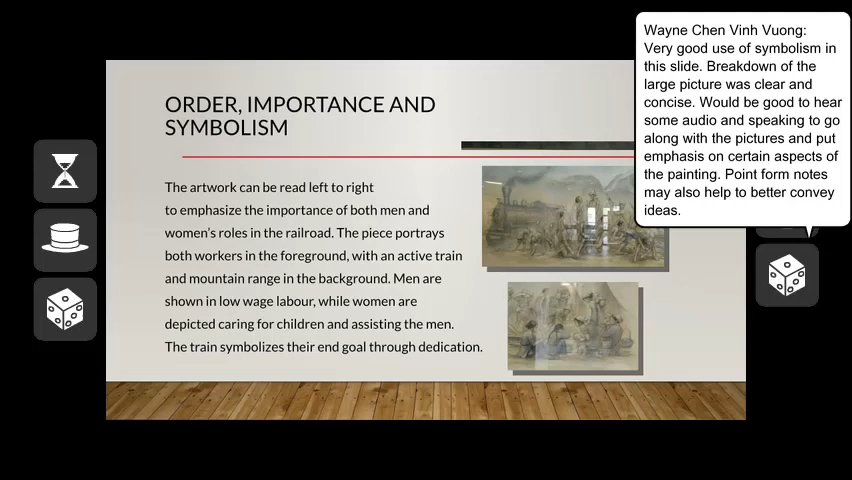 ORDER, IMPORTANCE AND
SYMBOLISM
The artwork can be read left to right
to emphasize the importance of both men and
women's roles in the railroad. The piece portrays
both workers in the foreground, with an active train
and mountain range in the background. Men are
shown in low wage labour, while women are
depicted caring for children and assisting the men.
The train symbolizes their end goal through dedication.
Wayne Chen Vinh Vuong:
Very good use of symbolism in
this slide. Breakdown of the
large picture was clear and
concise. Would be good to hear
some audio and speaking to go
along with the pictures and put
emphasis on certain aspects of
the painting. Point form notes
may also help to better convey
ideas.